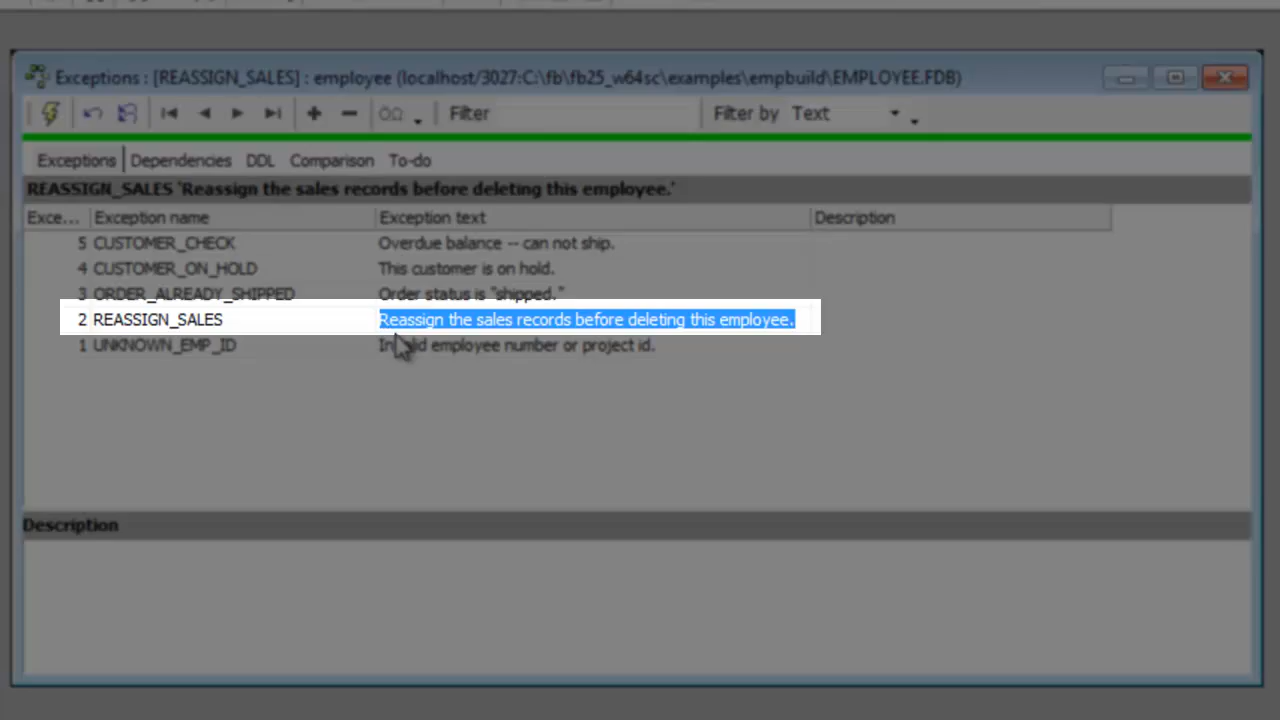 Exceptions : [REASSIGN_SALES] : employee (localhost/3027:C:\fb\fb25_w64sc\examples\empbuild\EMPLOYEE.FDB)
Filter Filter by Text
Exceptions Dependencies DDL Comparison To-do
REASSIGN_SALES 'Reassign the sales records before deleting this employee.'
Exce... Exception name Exception text Description
5 CUSTOMER_CHECK Overdue balance -- can not ship.
4 CUSTOMER_ON_HOLD This customer is on hold.
3 ORDER_ALREADY_SHIPPED Order status is "shipped."
2 REASSIGN_SALES Reassign the sales records before deleting this employee.
1 UNKNOWN_EMP_ID Invalid employee number or project id.
Description